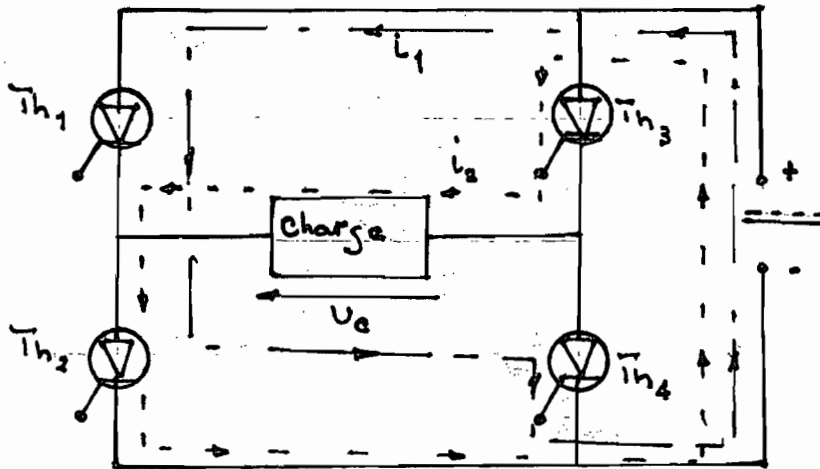 i₁
Th₁
Th₃
i₂
+
Charge
-
Uc
Th₂
Th₄